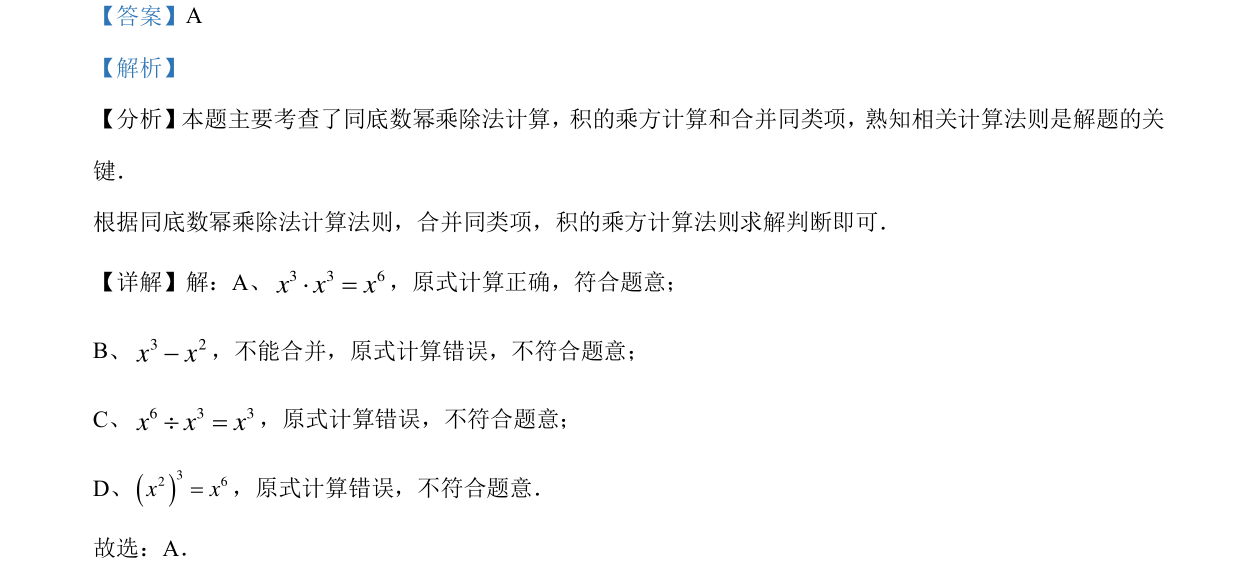 【答案】A
【解析】
【分析】本题主要考查了同底数幂乘除法计算，积的乘方计算和合并同类项，熟知相关计算法则是解题的关
键．
根据同底数幂乘除法计算法则，合并同类项，积的乘方计算法则求解判断即可．
【详解】解：A、x³·x³=x⁶，原式计算正确，符合题意；
B、x³−x²，不能合并，原式计算错误，不符合题意；
C、x⁶÷x³=x³，原式计算错误，不符合题意；
D、(x²)³=x⁶，原式计算错误，不符合题意．
故选：A．